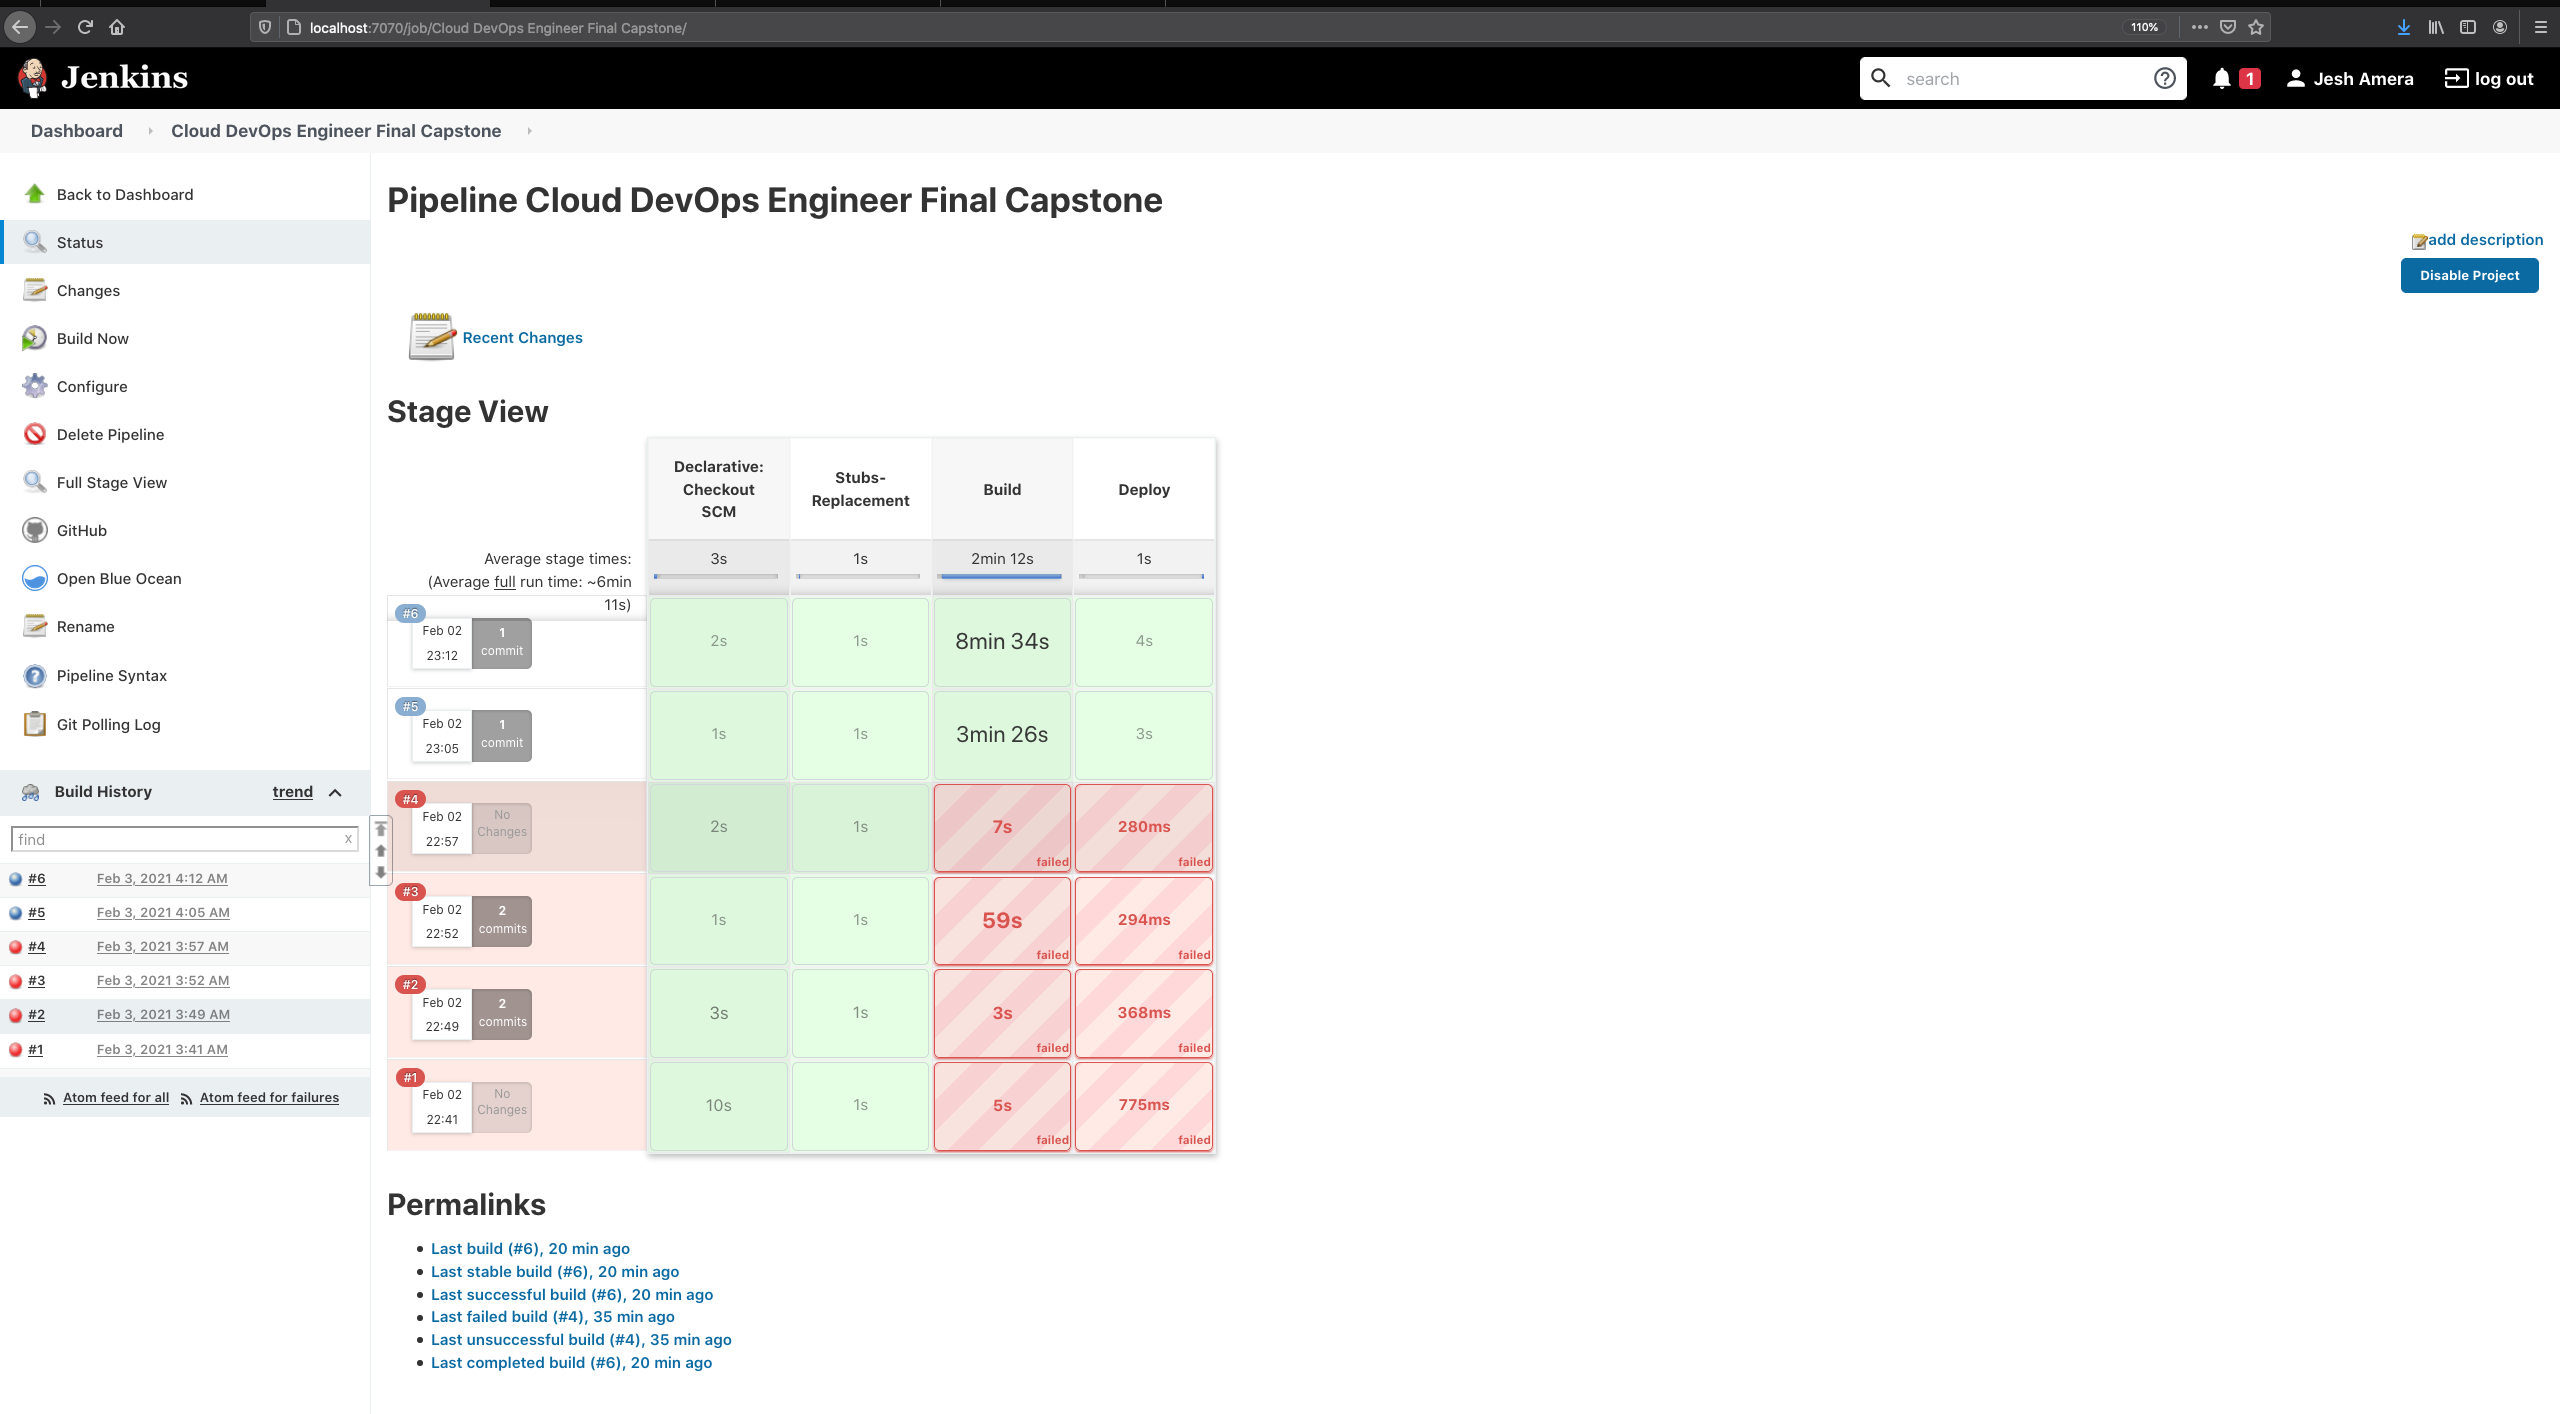 localhost:7070/job/Cloud DevOps Engineer Final Capstone/
110%
Jenkins
search
1
Jesh Amera
log out
Dashboard
Cloud DevOps Engineer Final Capstone
Back to Dashboard
Status
Changes
Build Now
Configure
Delete Pipeline
Full Stage View
GitHub
Open Blue Ocean
Rename
Pipeline Syntax
Git Polling Log
Build History
trend
find
x
#6 Feb 3, 2021 4:12 AM
#5 Feb 3, 2021 4:05 AM
#4 Feb 3, 2021 3:57 AM
#3 Feb 3, 2021 3:52 AM
#2 Feb 3, 2021 3:49 AM
#1 Feb 3, 2021 3:41 AM
Atom feed for all
Atom feed for failures
Pipeline Cloud DevOps Engineer Final Capstone
add description
Disable Project
Recent Changes
Stage View
Declarative:
Checkout
SCM
Stubs-
Replacement
Build
Deploy
Average stage times:
(Average full run time: ~6min
11s)
3s
1s
2min 12s
1s
#6
Feb 02
23:12
1
commit
2s
1s
8min 34s
4s
#5
Feb 02
23:05
1
commit
1s
1s
3min 26s
3s
#4
Feb 02
22:57
No
Changes
2s
1s
7s
failed
280ms
failed
#3
Feb 02
22:52
2
commits
1s
1s
59s
failed
294ms
failed
#2
Feb 02
22:49
2
commits
3s
1s
3s
failed
368ms
failed
#1
Feb 02
22:41
No
Changes
10s
1s
5s
failed
775ms
failed
Permalinks
Last build (#6), 20 min ago
Last stable build (#6), 20 min ago
Last successful build (#6), 20 min ago
Last failed build (#4), 35 min ago
Last unsuccessful build (#4), 35 min ago
Last completed build (#6), 20 min ago